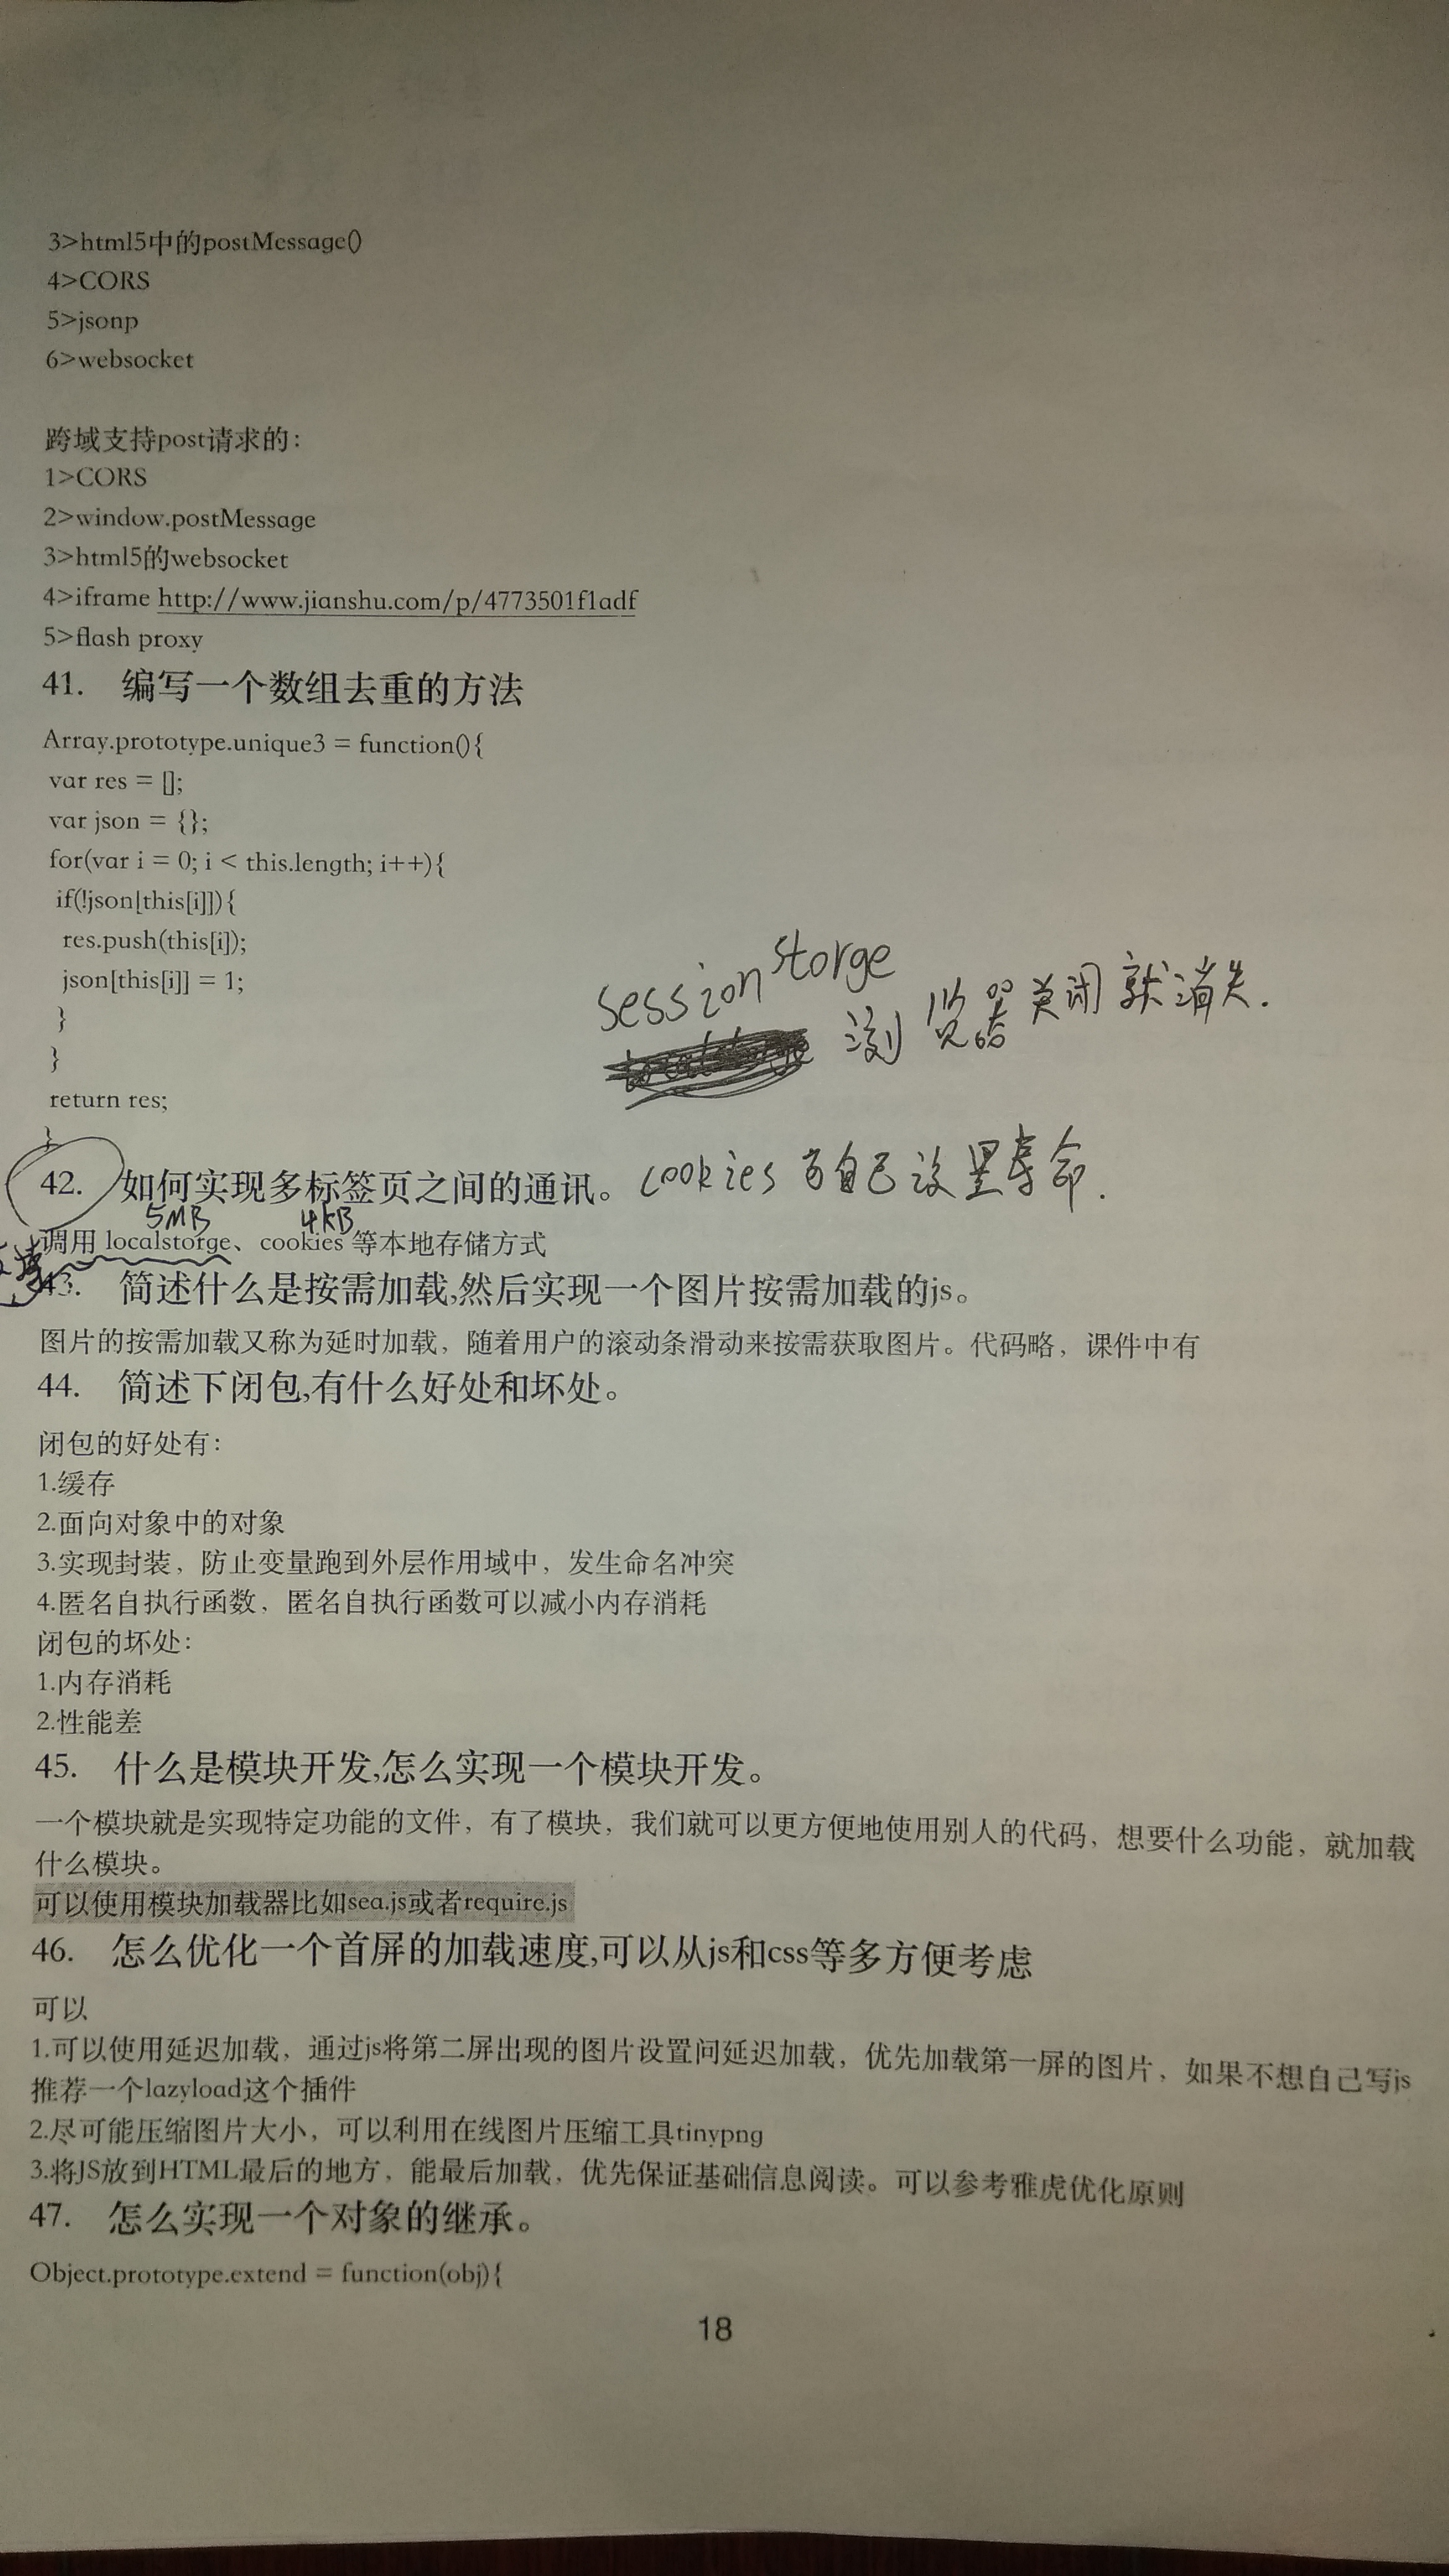 3>html5中的postMessage()
4>CORS
5>jsonp
6>websocket
跨域支持post请求的:
1>CORS
2>window.postMessage
3>html5的websocket
4>iframe http://www.jianshu.com/p/4773501f1adf
5>flash proxy
41. 编写一个数组去重的方法
Array.prototype.unique3 = function(){
var res = [];
var json = {};
for(var i = 0; i < this.length; i++){
if(!json[this[i]]){
res.push(this[i]);
json[this[i]] = 1;
}
}
return res;
}
session storge
浏览器关闭就消失.
42. 如何实现多标签页之间的通讯。 cookies 有自己设置寿命.
5MB 4KB
调用 localstorge、cookies 等本地存储方式
43. 简述什么是按需加载,然后实现一个图片按需加载的js。
图片的按需加载又称为延时加载，随着用户的滚动条滑动来按需获取图片。代码略，课件中有
44. 简述下闭包,有什么好处和坏处。
闭包的好处有:
1.缓存
2.面向对象中的对象
3.实现封装，防止变量跑到外层作用域中，发生命名冲突
4.匿名自执行函数，匿名自执行函数可以减小内存消耗
闭包的坏处:
1.内存消耗
2.性能差
45. 什么是模块开发,怎么实现一个模块开发。
一个模块就是实现特定功能的文件，有了模块，我们就可以更方便地使用别人的代码，想要什么功能，就加载
什么模块。
可以使用模块加载器比如sea.js或者require.js
46. 怎么优化一个首屏的加载速度,可以从js和css等多方便考虑
可以
1.可以使用延迟加载，通过js将第二屏出现的图片设置问延迟加载，优先加载第一屏的图片，如果不想自己写js
推荐一个lazyload这个插件
2.尽可能压缩图片大小，可以利用在线图片压缩工具tinypng
3.将JS放到HTML最后的地方，能最后加载，优先保证基础信息阅读。可以参考雅虎优化原则
47. 怎么实现一个对象的继承。
Object.prototype.extend = function(obj){
18